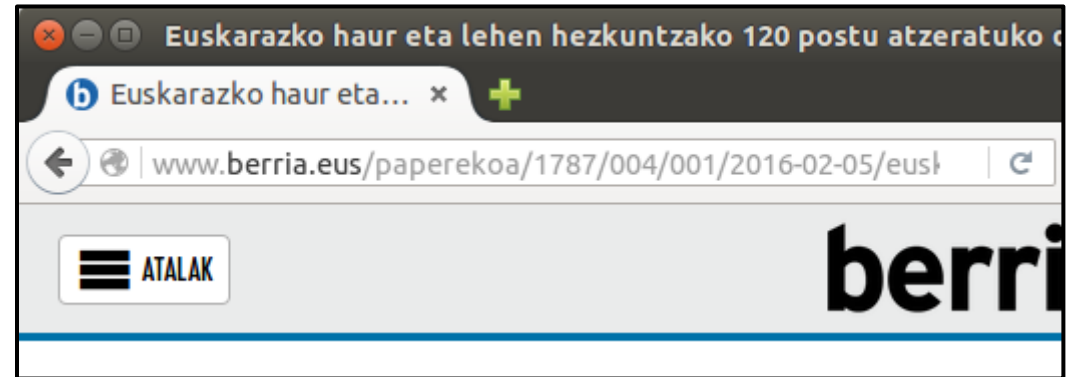 Euskarazko haur eta lehen hezkuntzako 120 postu atzeratuko
Euskarazko haur eta...
www.berria.eus/paperekoa/1787/004/001/2016-02-05/eusk
ATALAK
berri